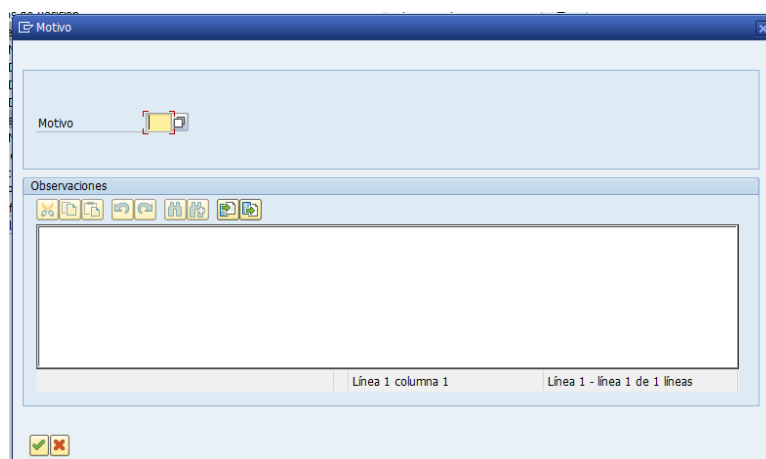 Motivo
Motivo
Observaciones
Línea 1 columna 1
Línea 1 - línea 1 de 1 líneas